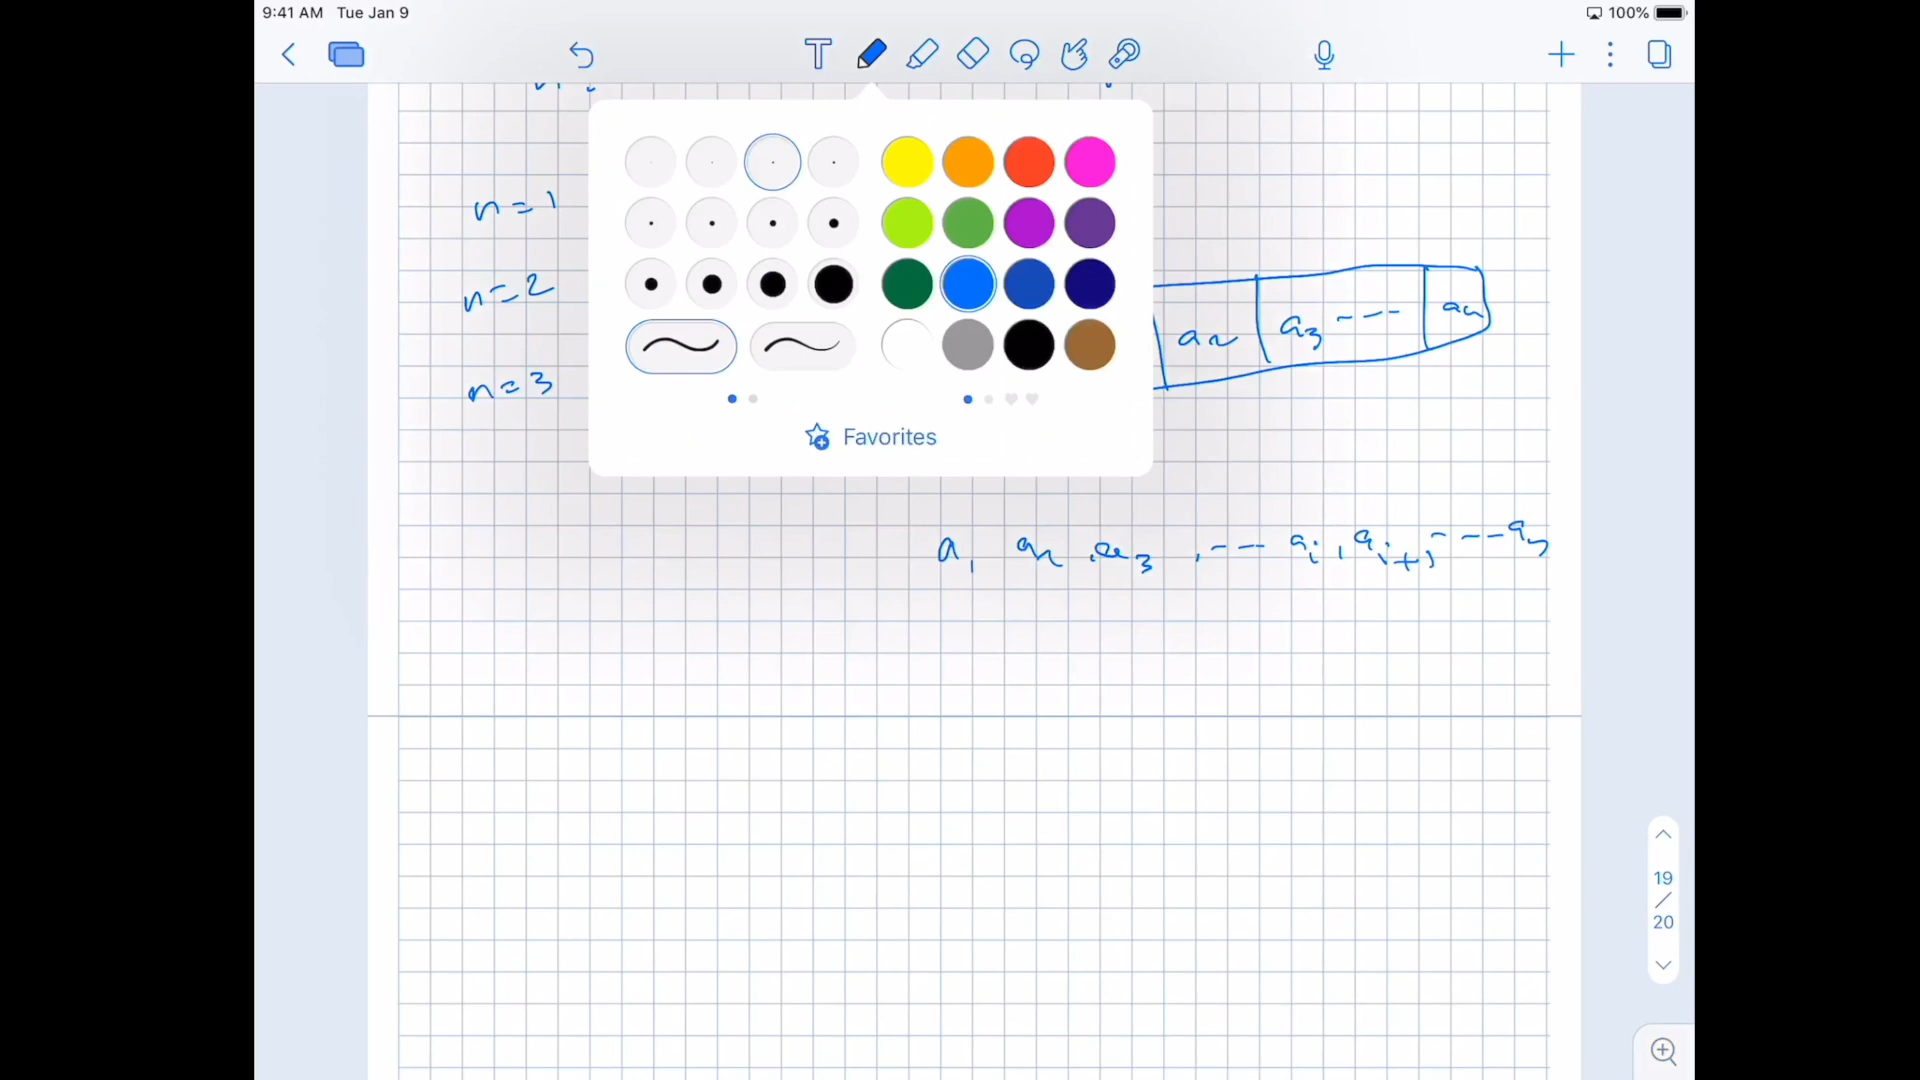 9:41 AM Tue Jan 9 100%
n = 1
n = 2
a2 a3 --- an
n = 3
Favorites
a1 a2 , a3 , --- ai , ai+1 --- an
19
/
20